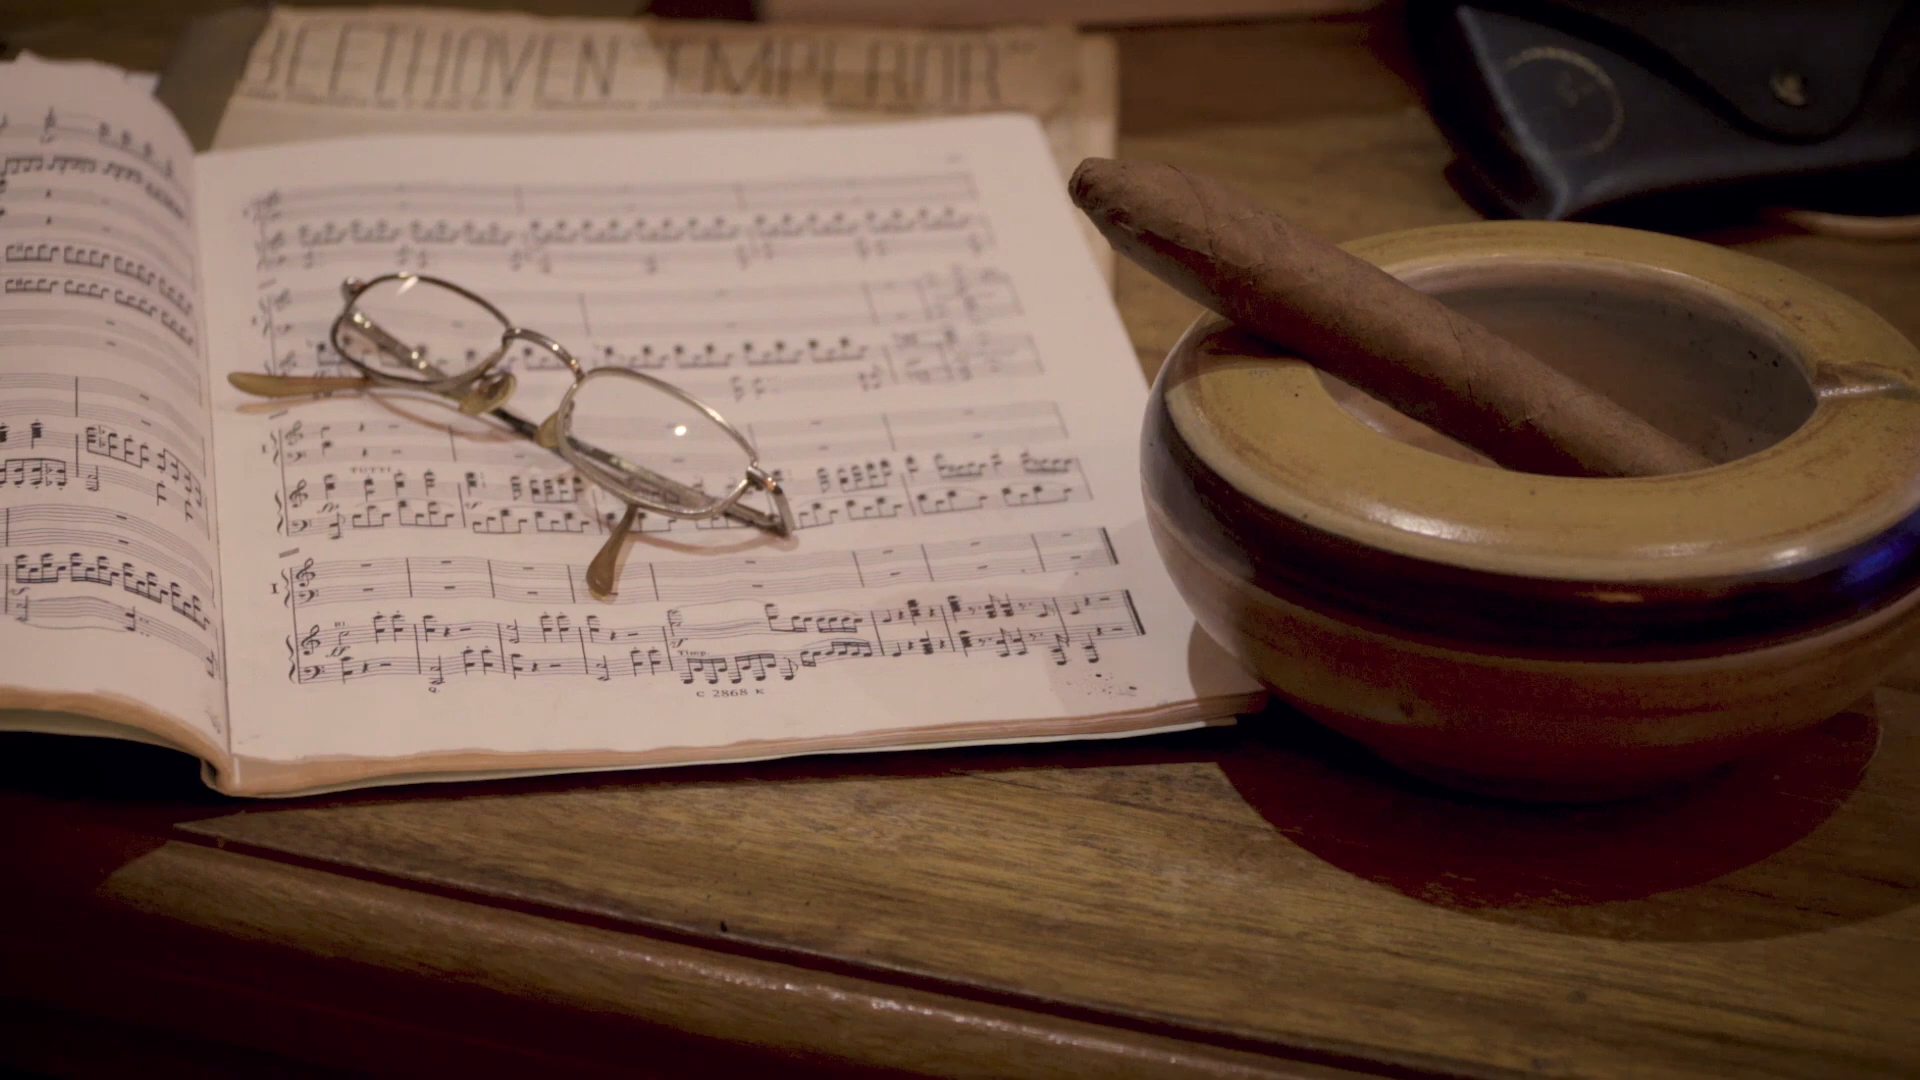 BEETHOVEN "EMPEROR"
TUTTI
I
Timp.
C 2868 K